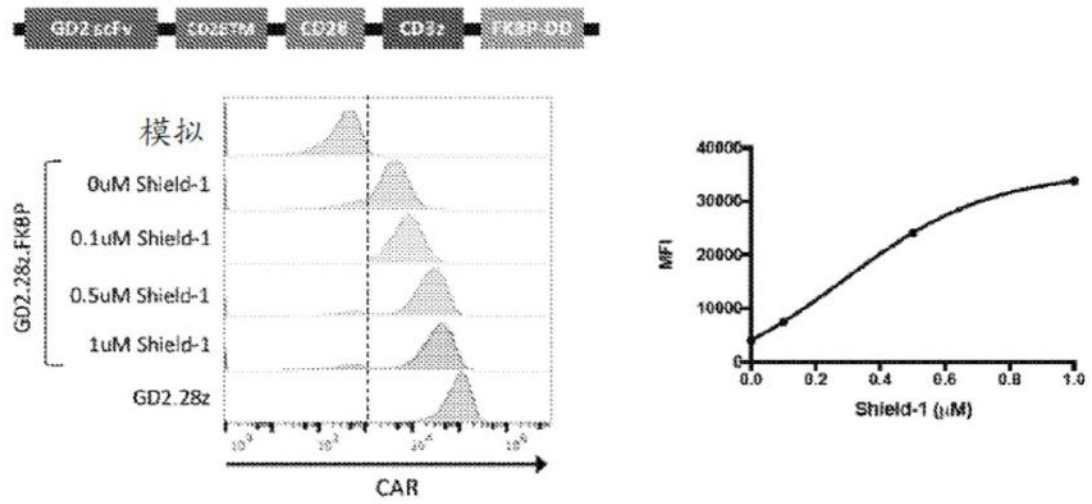 GD2 scFv CD28TM CD28 CD3z FKBP-DD
模拟
0uM Shield-1
0.1uM Shield-1
0.5uM Shield-1
1uM Shield-1
GD2.28z
GD2.28z.FKBP
CAR
MFI
40000
30000
20000
10000
0
0.0 0.2 0.4 0.6 0.8 1.0
Shield-1 (μM)